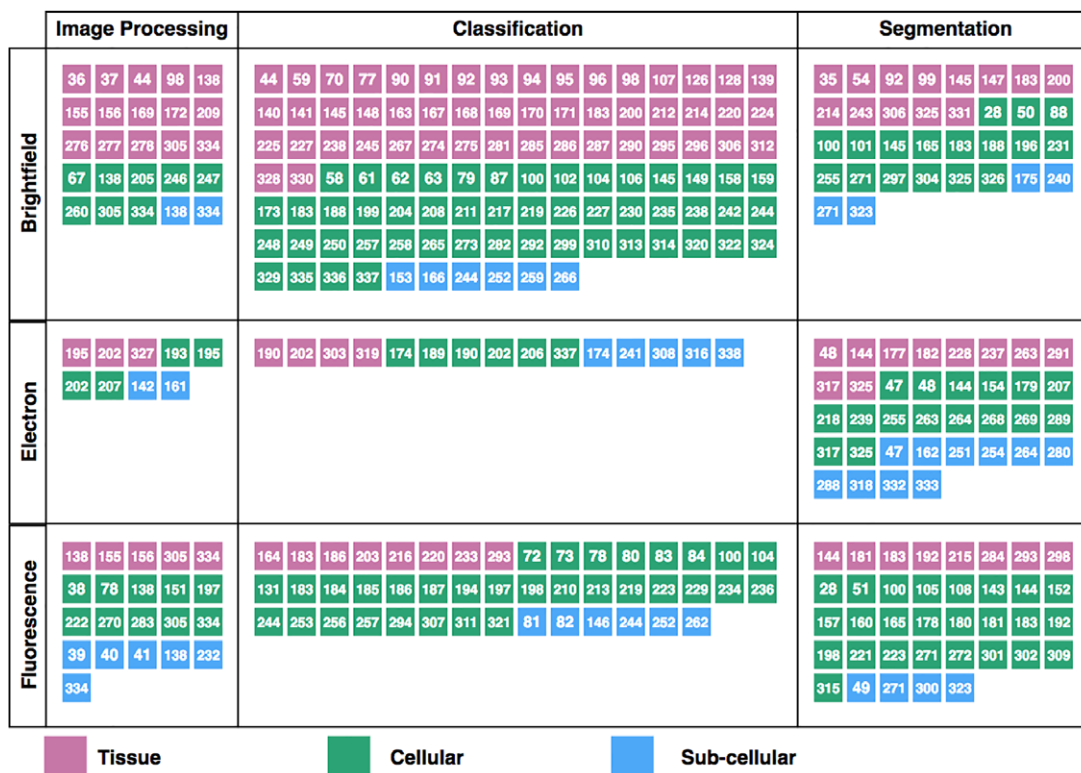 Image Processing Classification Segmentation
Brightfield
36 37 44 98 138
155 156 169 172 209
276 277 278 305 334
67 138 205 246 247
260 305 334 138 334
44 59 70 77 90 91 92 93 94 95 96 98 107 126 128 139
140 141 145 148 163 167 168 169 170 171 183 200 212 214 220 224
225 227 238 245 267 274 275 281 285 286 287 290 295 296 306 312
328 330 58 61 62 63 79 87 100 102 104 106 145 149 158 159
173 183 188 199 204 208 211 217 219 226 227 230 235 238 242 244
248 249 250 257 258 265 273 282 292 299 310 313 314 320 322 324
329 335 336 337 153 166 244 252 259 266
35 54 92 99 145 147 183 200
214 243 306 325 331 28 50 88
100 101 145 165 183 188 196 231
255 271 297 304 325 326 175 240
271 323
Electron
195 202 327 193 195
202 207 142 161
190 202 303 319 174 189 190 202 206 337 174 241 308 316 338
48 144 177 182 228 237 263 291
317 325 47 48 144 154 179 207
218 239 255 263 264 268 269 289
317 325 47 162 251 254 264 280
288 318 332 333
Fluorescence
138 155 156 305 334
38 78 138 151 197
222 270 283 305 334
39 40 41 138 232
334
164 183 186 203 216 220 233 293 72 73 78 80 83 84 100 104
131 183 184 185 186 187 194 197 198 210 213 219 223 229 234 236
244 253 256 257 294 307 311 321 81 82 146 244 252 262
144 181 183 192 215 284 293 298
28 51 100 105 108 143 144 152
157 160 165 178 180 181 183 192
198 221 223 271 272 301 302 309
315 49 271 300 323
Tissue Cellular Sub-cellular